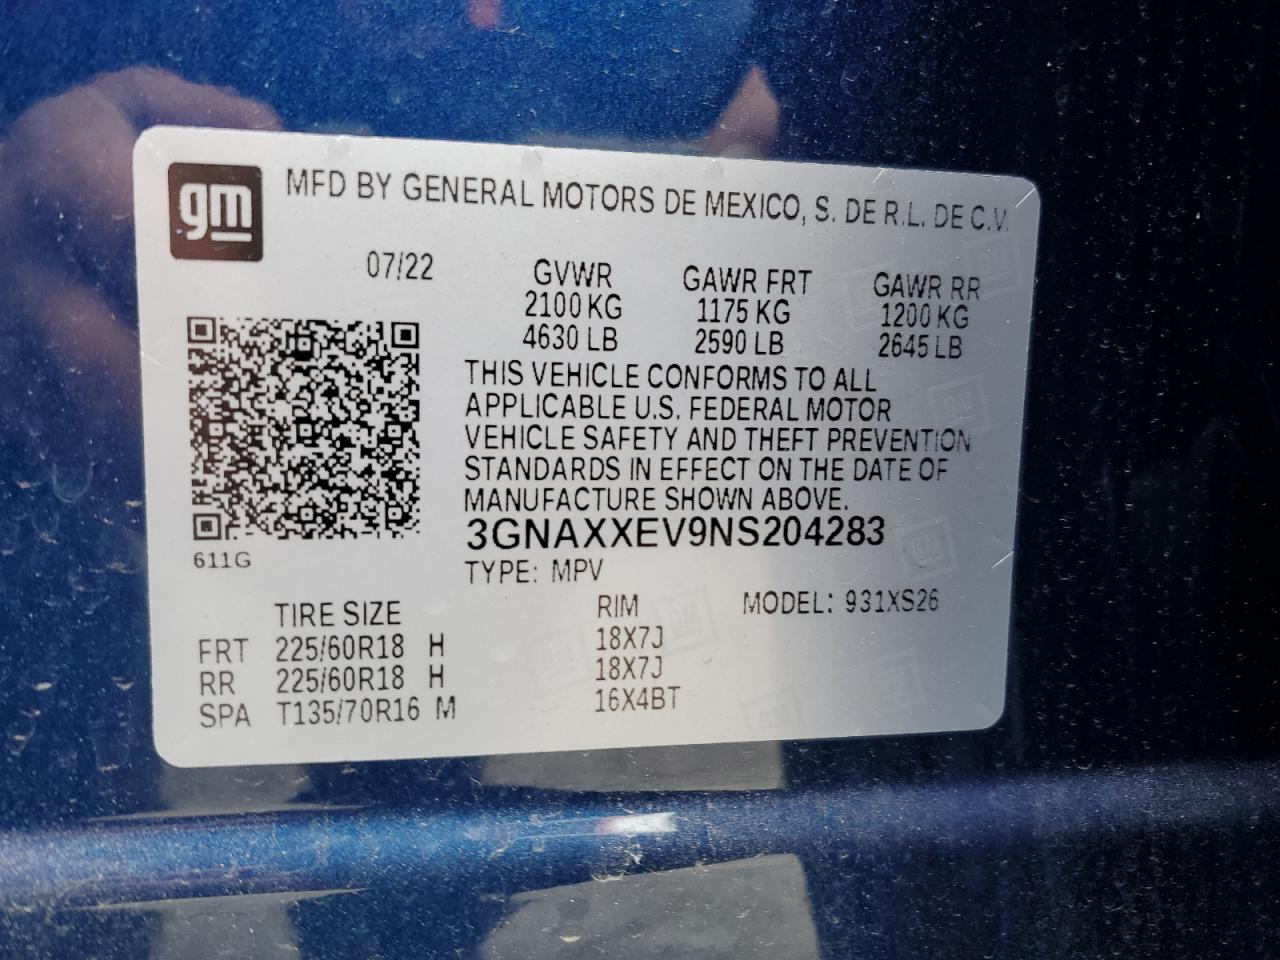 gm MFD BY GENERAL MOTORS DE MEXICO, S. DE R.L. DE C.V.
07/22 GVWR GAWR FRT GAWR RR
2100 KG 1175 KG 1200 KG
4630 LB 2590 LB 2645 LB
THIS VEHICLE CONFORMS TO ALL
APPLICABLE U.S. FEDERAL MOTOR
VEHICLE SAFETY AND THEFT PREVENTION
STANDARDS IN EFFECT ON THE DATE OF
MANUFACTURE SHOWN ABOVE.
3GNAXXEV9NS204283
611G
TYPE: MPV
TIRE SIZE RIM MODEL: 931XS26
FRT 225/60R18 H 18X7J
RR 225/60R18 H 18X7J
SPA T135/70R16 M 16X4BT